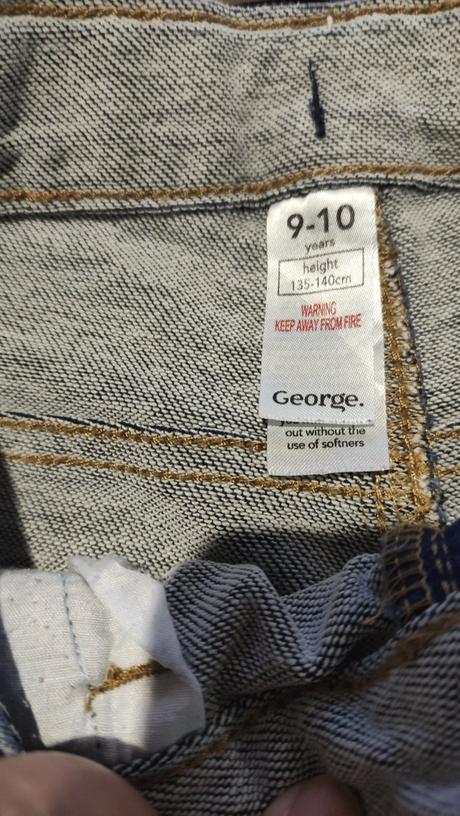 9-10
years
height
135-140cm
WARNING
KEEP AWAY FROM FIRE
George.
out without the
use of softners